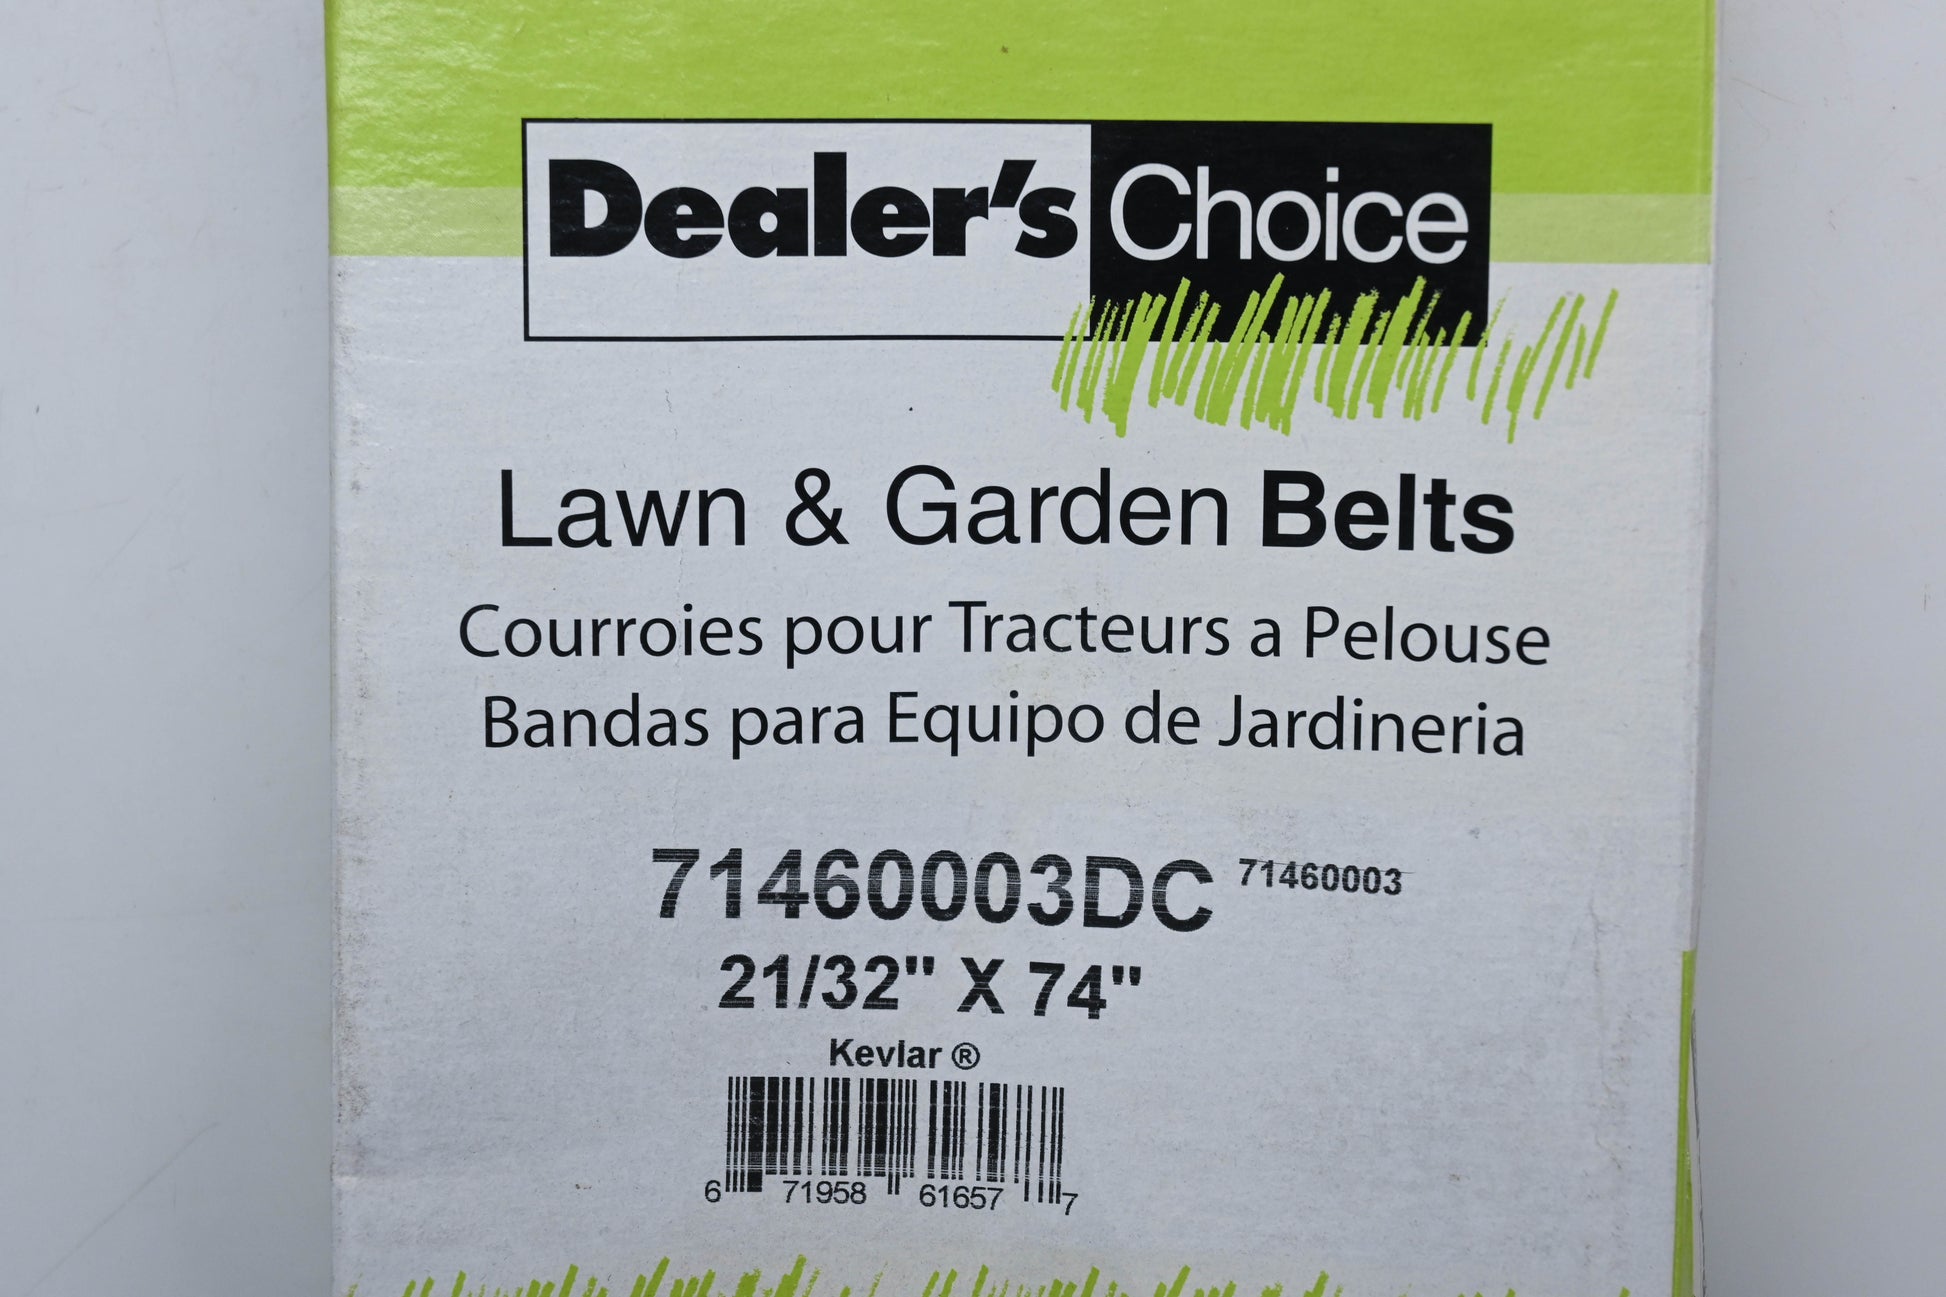 Dealer's Choice
Lawn & Garden Belts
Courroies pour Tracteurs a Pelouse
Bandas para Equipo de Jardineria
71460003DC 71460003
21/32" X 74"
Kevlar ®
6 71958 61657 7